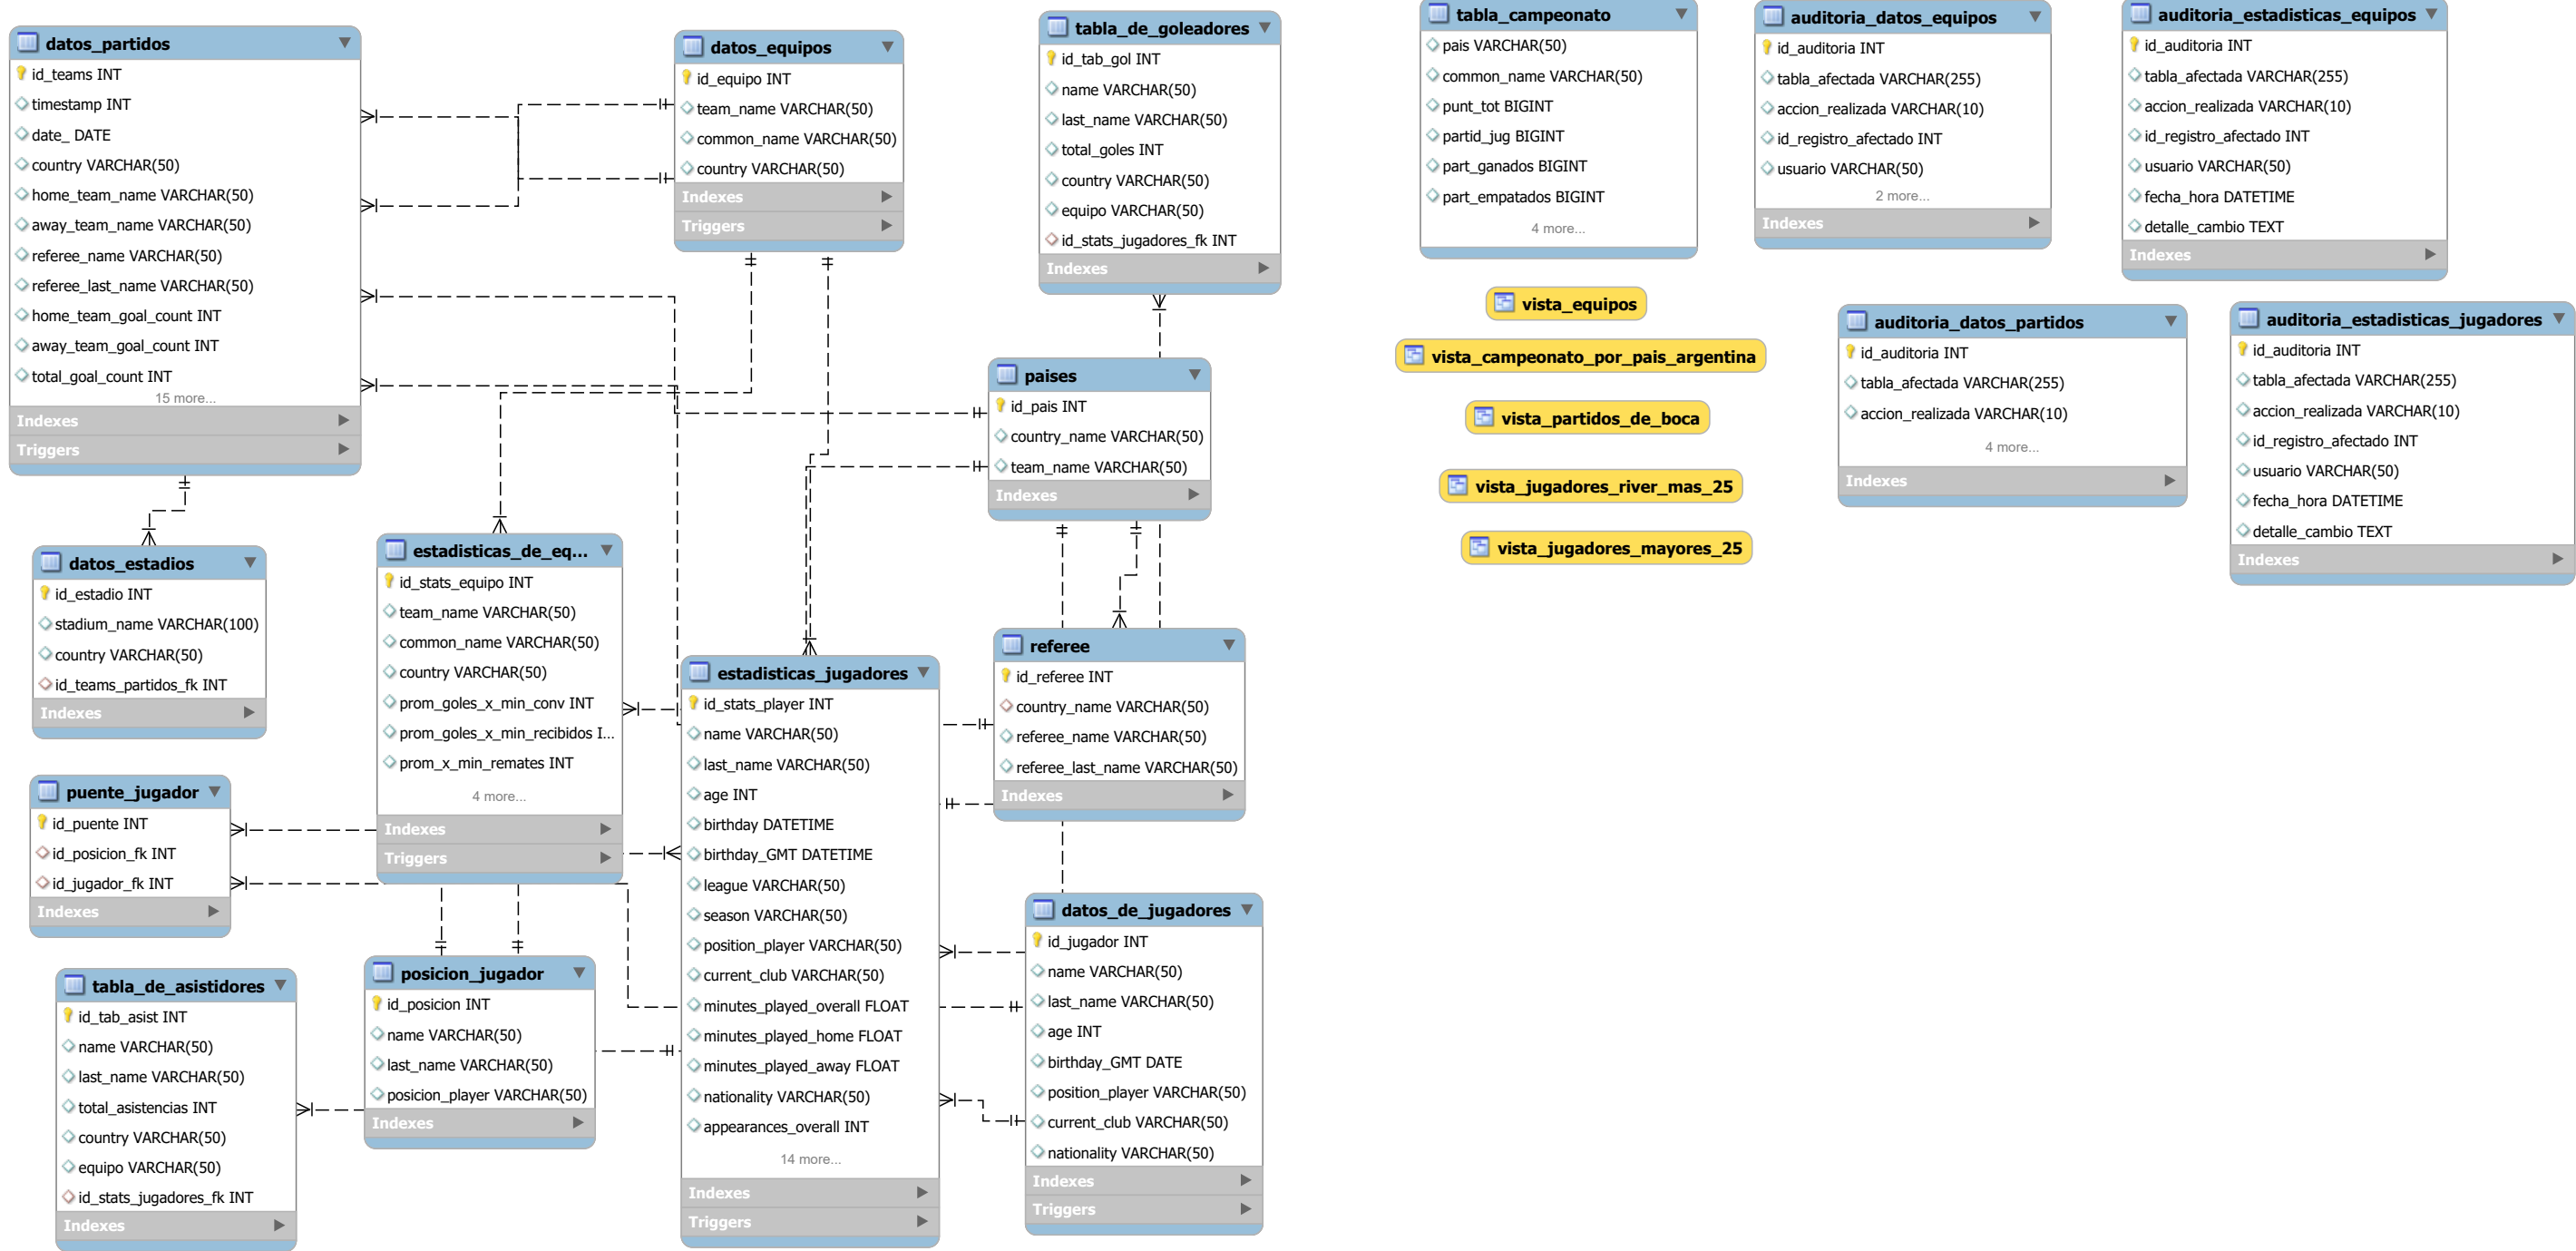 datos_partidos
id_teams INT
timestamp INT
date_ DATE
country VARCHAR(50)
home_team_name VARCHAR(50)
away_team_name VARCHAR(50)
referee_name VARCHAR(50)
referee_last_name VARCHAR(50)
home_team_goal_count INT
away_team_goal_count INT
total_goal_count INT
15 more...
Indexes
Triggers
datos_equipos
id_equipo INT
team_name VARCHAR(50)
common_name VARCHAR(50)
country VARCHAR(50)
Indexes
Triggers
tabla_de_goleadores
id_tab_gol INT
name VARCHAR(50)
last_name VARCHAR(50)
total_goles INT
country VARCHAR(50)
equipo VARCHAR(50)
id_stats_jugadores_fk INT
Indexes
tabla_campeonato
pais VARCHAR(50)
common_name VARCHAR(50)
punt_tot BIGINT
partid_jug BIGINT
part_ganados BIGINT
part_empatados BIGINT
4 more...
auditoria_datos_equipos
id_auditoria INT
tabla_afectada VARCHAR(255)
accion_realizada VARCHAR(10)
id_registro_afectado INT
usuario VARCHAR(50)
2 more...
Indexes
auditoria_estadisticas_equipos
id_auditoria INT
tabla_afectada VARCHAR(255)
accion_realizada VARCHAR(10)
id_registro_afectado INT
usuario VARCHAR(50)
fecha_hora DATETIME
detalle_cambio TEXT
Indexes
vista_equipos
vista_campeonato_por_pais_argentina
vista_partidos_de_boca
vista_jugadores_river_mas_25
vista_jugadores_mayores_25
auditoria_datos_partidos
id_auditoria INT
tabla_afectada VARCHAR(255)
accion_realizada VARCHAR(10)
4 more...
Indexes
auditoria_estadisticas_jugadores
id_auditoria INT
tabla_afectada VARCHAR(255)
accion_realizada VARCHAR(10)
id_registro_afectado INT
usuario VARCHAR(50)
fecha_hora DATETIME
detalle_cambio TEXT
Indexes
paises
id_pais INT
country_name VARCHAR(50)
team_name VARCHAR(50)
Indexes
datos_estadios
id_estadio INT
stadium_name VARCHAR(100)
country VARCHAR(50)
id_teams_partidos_fk INT
Indexes
estadisticas_de_eq...
id_stats_equipo INT
team_name VARCHAR(50)
common_name VARCHAR(50)
country VARCHAR(50)
prom_goles_x_min_conv INT
prom_goles_x_min_recibidos I...
prom_x_min_remates INT
4 more...
Indexes
Triggers
estadisticas_jugadores
id_stats_player INT
name VARCHAR(50)
last_name VARCHAR(50)
age INT
birthday DATETIME
birthday_GMT DATETIME
league VARCHAR(50)
season VARCHAR(50)
position_player VARCHAR(50)
current_club VARCHAR(50)
minutes_played_overall FLOAT
minutes_played_home FLOAT
minutes_played_away FLOAT
nationality VARCHAR(50)
appearances_overall INT
14 more...
Indexes
Triggers
referee
id_referee INT
country_name VARCHAR(50)
referee_name VARCHAR(50)
referee_last_name VARCHAR(50)
Indexes
puente_jugador
id_puente INT
id_posicion_fk INT
id_jugador_fk INT
Indexes
datos_de_jugadores
id_jugador INT
name VARCHAR(50)
last_name VARCHAR(50)
age INT
birthday_GMT DATE
position_player VARCHAR(50)
current_club VARCHAR(50)
nationality VARCHAR(50)
Indexes
Triggers
tabla_de_asistidores
id_tab_asist INT
name VARCHAR(50)
last_name VARCHAR(50)
total_asistencias INT
country VARCHAR(50)
equipo VARCHAR(50)
id_stats_jugadores_fk INT
Indexes
posicion_jugador
id_posicion INT
name VARCHAR(50)
last_name VARCHAR(50)
posicion_player VARCHAR(50)
Indexes